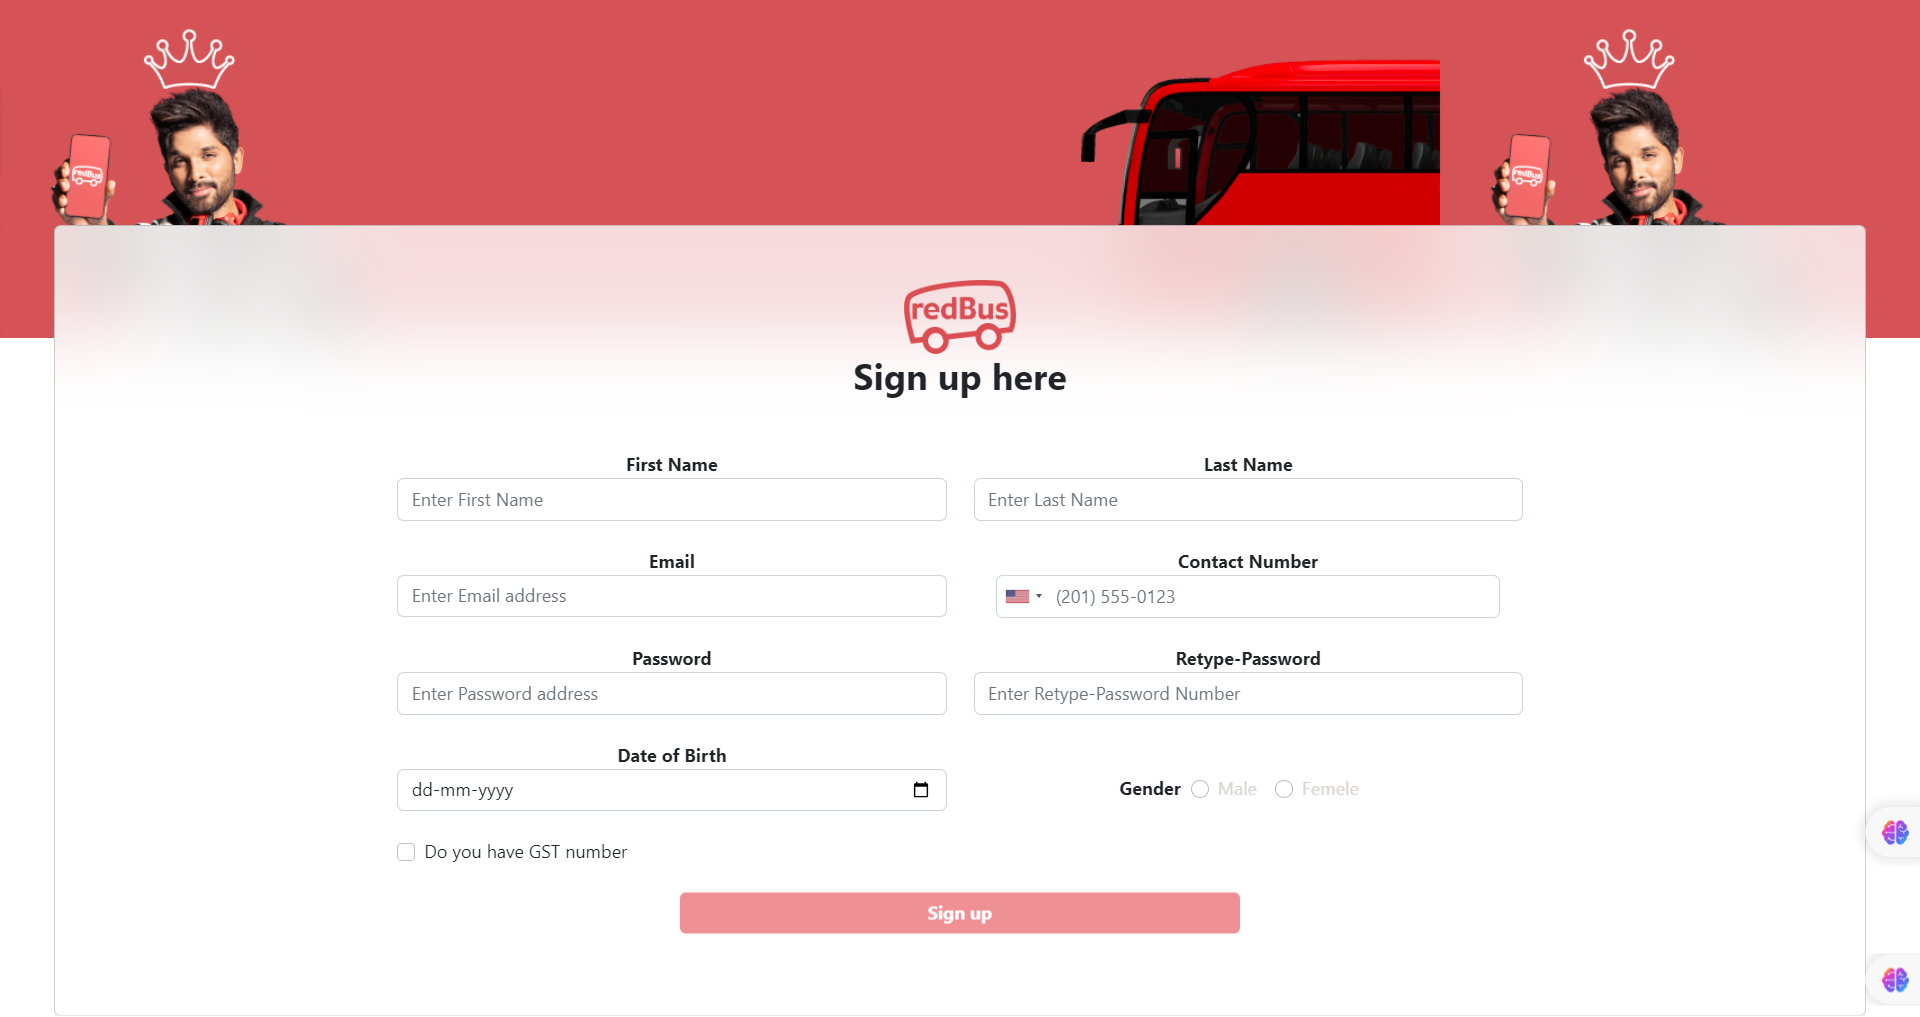 redBus
redBus
redBus
Sign up here
First Name
Last Name
Enter First Name
Enter Last Name
Email
Contact Number
Enter Email address
(201) 555-0123
Password
Retype-Password
Enter Password address
Enter Retype-Password Number
Date of Birth
dd-mm-yyyy
Gender Male Femele
Do you have GST number
Sign up